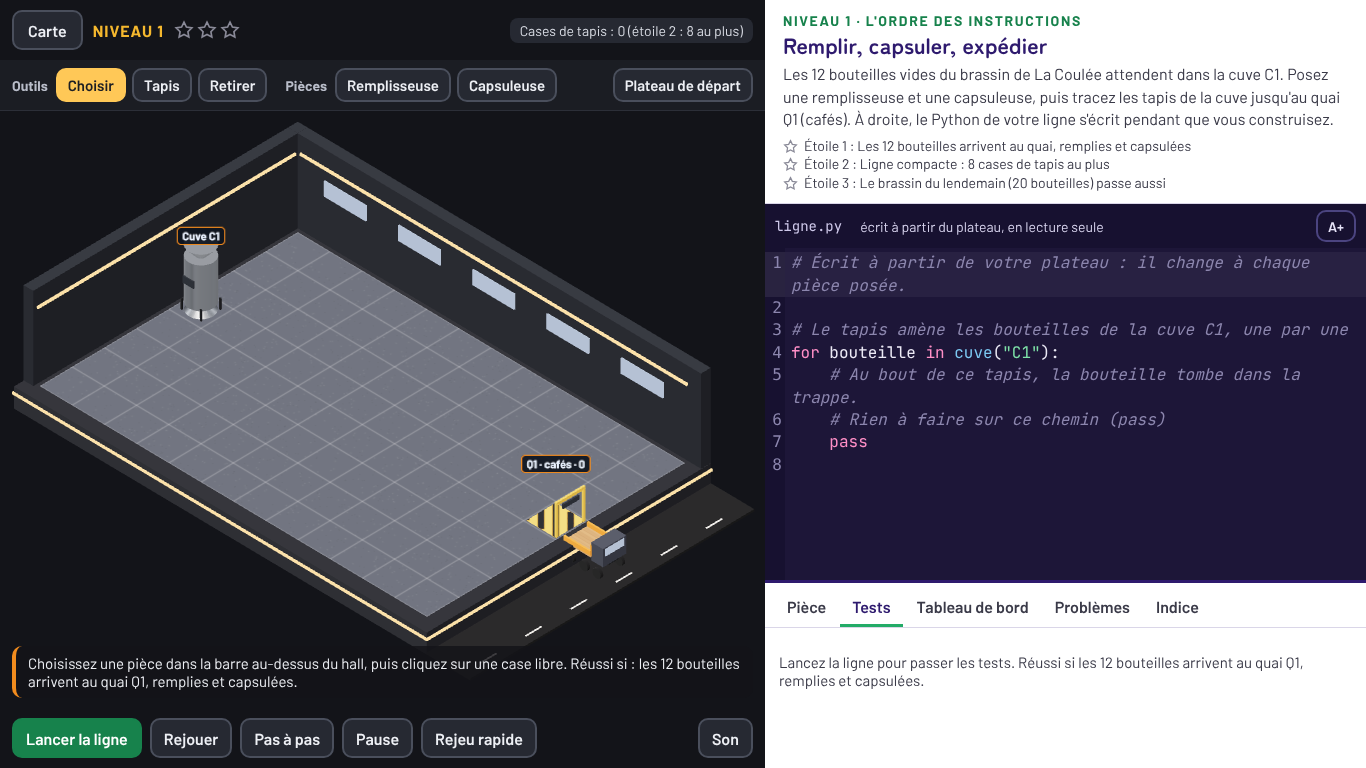 Carte
NIVEAU 1
Cases de tapis : 0 (étoile 2 : 8 au plus)
Outils
Choisir
Tapis
Retirer
Pièces
Remplisseuse
Capsuleuse
Plateau de départ
Cuve C1
Q1 · cafés · 0
Choisissez une pièce dans la barre au-dessus du hall, puis cliquez sur une case libre. Réussi si : les 12 bouteilles
arrivent au quai Q1, remplies et capsulées.
Lancer la ligne
Rejouer
Pas à pas
Pause
Rejeu rapide
Son
NIVEAU 1 · L'ORDRE DES INSTRUCTIONS
Remplir, capsuler, expédier
Les 12 bouteilles vides du brassin de La Coulée attendent dans la cuve C1. Posez
une remplisseuse et une capsuleuse, puis tracez les tapis de la cuve jusqu'au quai
Q1 (cafés). À droite, le Python de votre ligne s'écrit pendant que vous construisez.
Étoile 1 : Les 12 bouteilles arrivent au quai, remplies et capsulées
Étoile 2 : Ligne compacte : 8 cases de tapis au plus
Étoile 3 : Le brassin du lendemain (20 bouteilles) passe aussi
ligne.py
écrit à partir du plateau, en lecture seule
A+
1 # Écrit à partir de votre plateau : il change à chaque
pièce posée.
2
3 # Le tapis amène les bouteilles de la cuve C1, une par une
4 for bouteille in cuve("C1"):
5     # Au bout de ce tapis, la bouteille tombe dans la
trappe.
6     # Rien à faire sur ce chemin (pass)
7     pass
8
Pièce
Tests
Tableau de bord
Problèmes
Indice
Lancez la ligne pour passer les tests. Réussi si les 12 bouteilles arrivent au quai Q1,
remplies et capsulées.